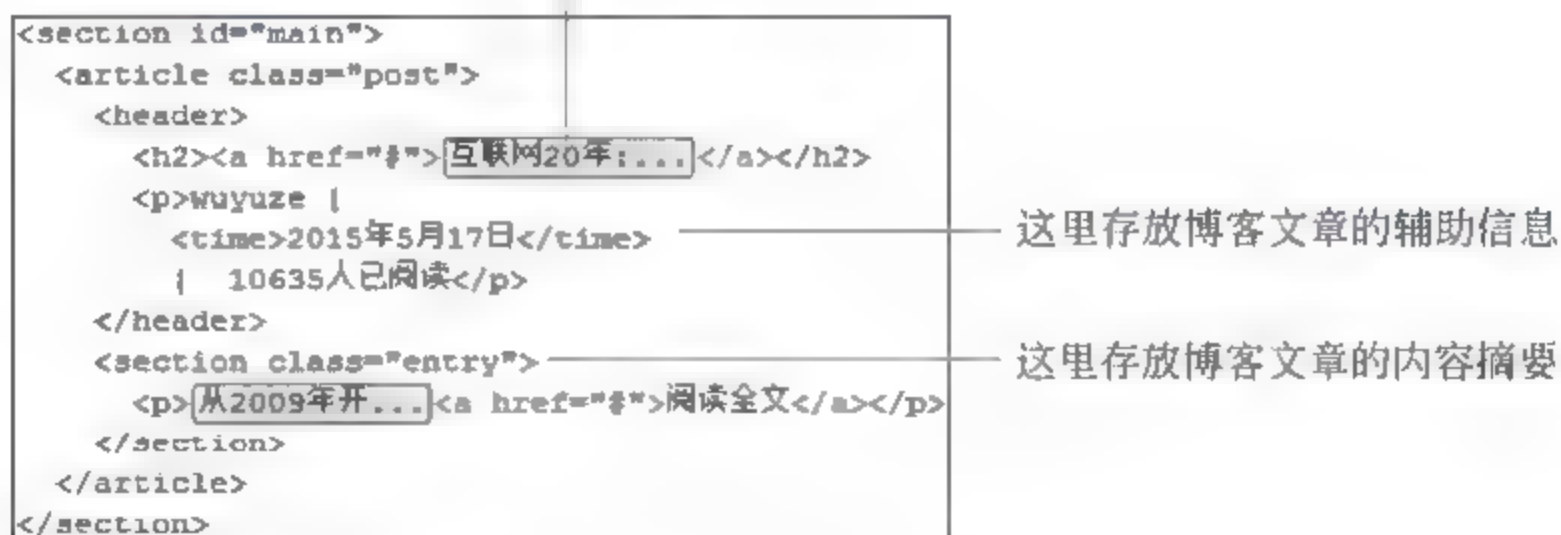 <section id="main">
<article class="post">
<header>
<h2><a href="#">互联网20年:...</a></h2>
<p>wuyuze |
<time>2015年5月17日</time>
这里存放博客文章的辅助信息
| 10635人已阅读</p>
</header>
<section class="entry">
这里存放博客文章的内容摘要
<p>从2009年开...<a href="#">阅读全文</a></p>
</section>
</article>
</section>